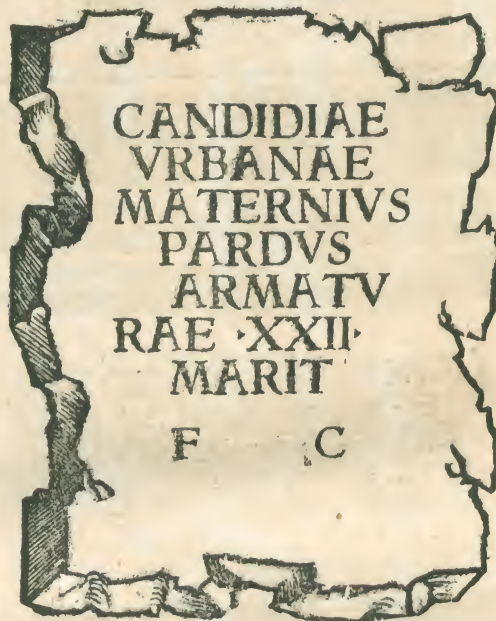 CANDIDIAE
VRBANAE
MATERNIVS
PARDVS
ARMATV
RAE ·XXII·
MARIT
F C